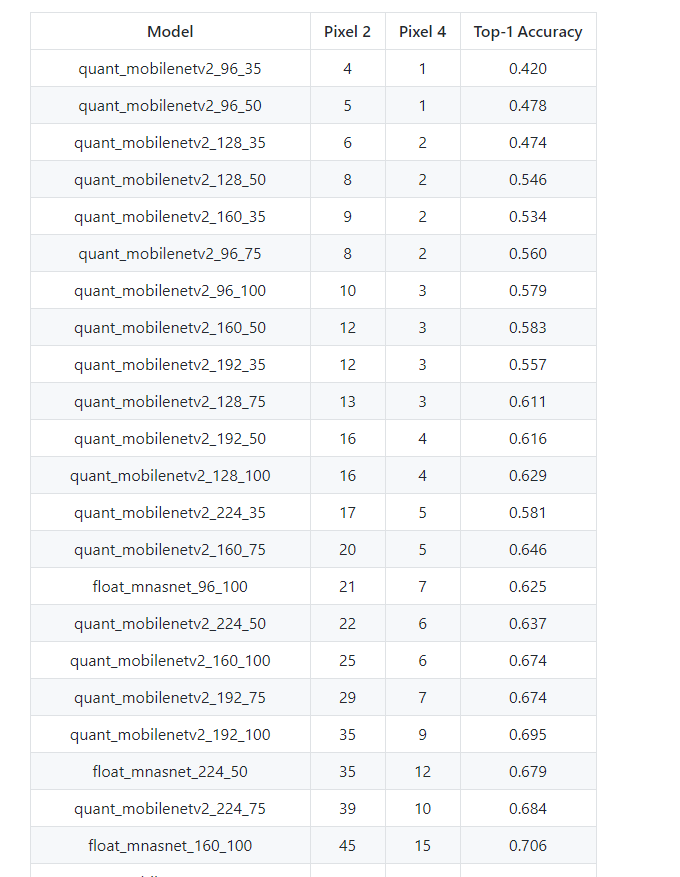 Model Pixel 2 Pixel 4 Top-1 Accuracy
quant_mobilenetv2_96_35 4 1 0.420
quant_mobilenetv2_96_50 5 1 0.478
quant_mobilenetv2_128_35 6 2 0.474
quant_mobilenetv2_128_50 8 2 0.546
quant_mobilenetv2_160_35 9 2 0.534
quant_mobilenetv2_96_75 8 2 0.560
quant_mobilenetv2_96_100 10 3 0.579
quant_mobilenetv2_160_50 12 3 0.583
quant_mobilenetv2_192_35 12 3 0.557
quant_mobilenetv2_128_75 13 3 0.611
quant_mobilenetv2_192_50 16 4 0.616
quant_mobilenetv2_128_100 16 4 0.629
quant_mobilenetv2_224_35 17 5 0.581
quant_mobilenetv2_160_75 20 5 0.646
float_mnasnet_96_100 21 7 0.625
quant_mobilenetv2_224_50 22 6 0.637
quant_mobilenetv2_160_100 25 6 0.674
quant_mobilenetv2_192_75 29 7 0.674
quant_mobilenetv2_192_100 35 9 0.695
float_mnasnet_224_50 35 12 0.679
quant_mobilenetv2_224_75 39 10 0.684
float_mnasnet_160_100 45 15 0.706